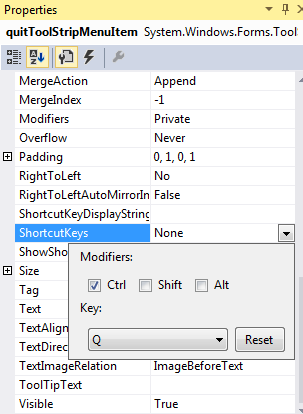 Properties
quitToolStripMenuItem System.Windows.Forms.Tool
MergeAction Append
MergeIndex -1
Modifiers Private
Overflow Never
Padding 0, 1, 0, 1
RightToLeft No
RightToLeftAutoMirrorIn False
ShortcutKeyDisplayString
ShortcutKeys None
ShowSho
Modifiers:
Size
Ctrl Shift Alt
Tag
Key:
Text
TextAlign
Q Reset
TextDirec
TextImageRelation ImageBeforeText
ToolTipText
Visible True